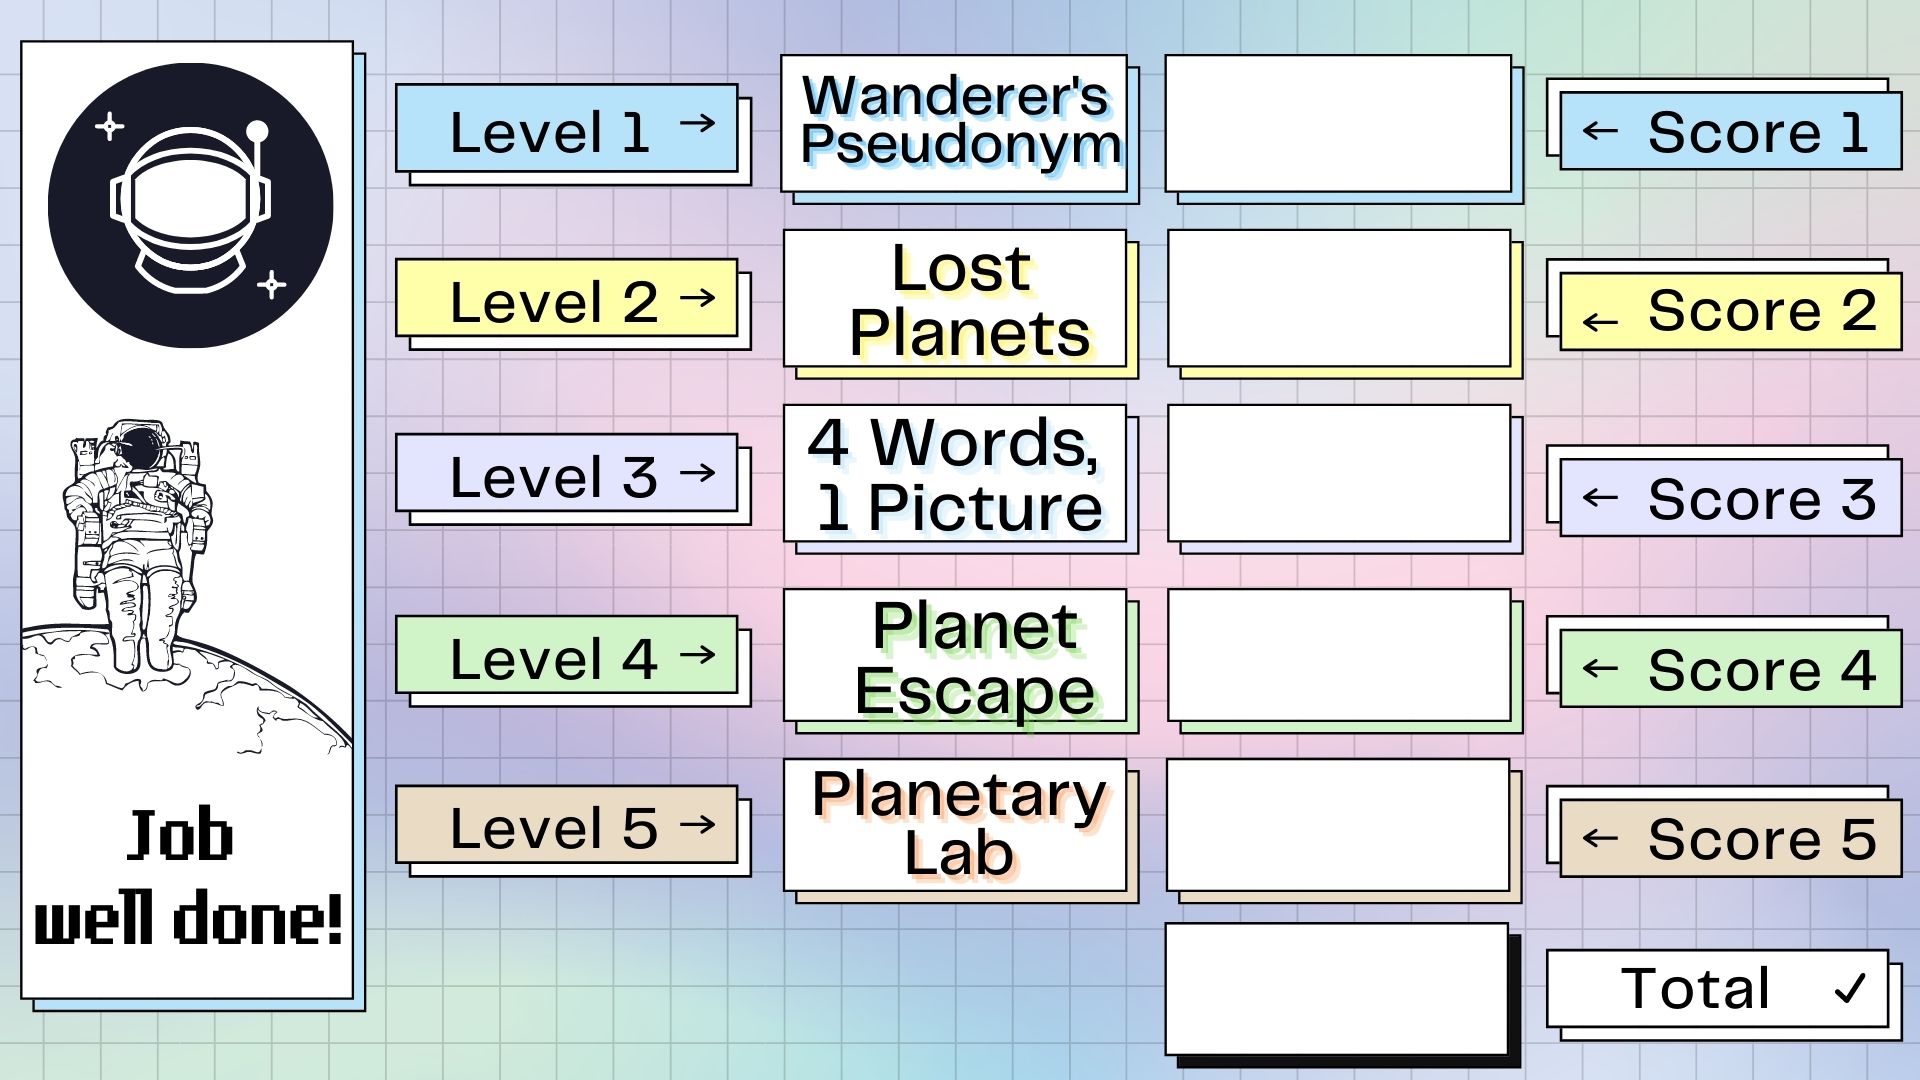 Level 1 →
Wanderer's
Pseudonym
← Score 1
Level 2 →
Lost
Planets
← Score 2
Level 3 →
4 Words,
1 Picture
← Score 3
Level 4 →
Planet
Escape
← Score 4
Level 5 →
Planetary
Lab
← Score 5
Total ✓
Job
well done!